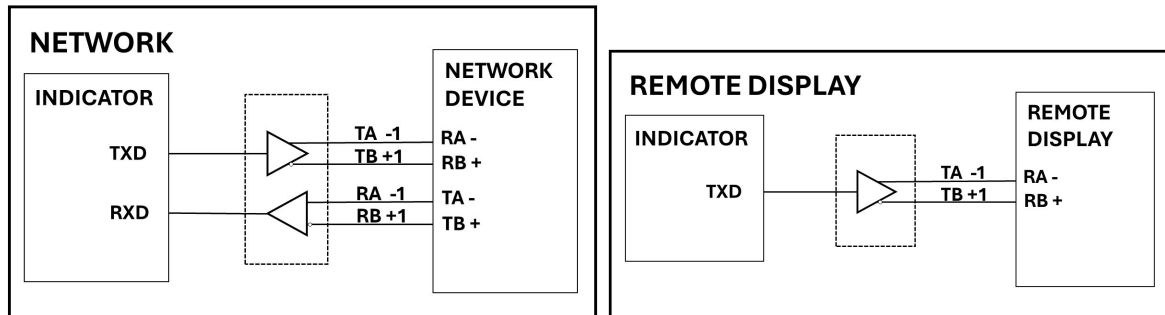 NETWORK
INDICATOR
TXD
RXD
TA -1
TB +1
RA -1
RB +1
NETWORK
DEVICE
RA -
RB +
TA -
TB +
REMOTE DISPLAY
INDICATOR
TXD
TA -1
TB +1
REMOTE
DISPLAY
RA -
RB +